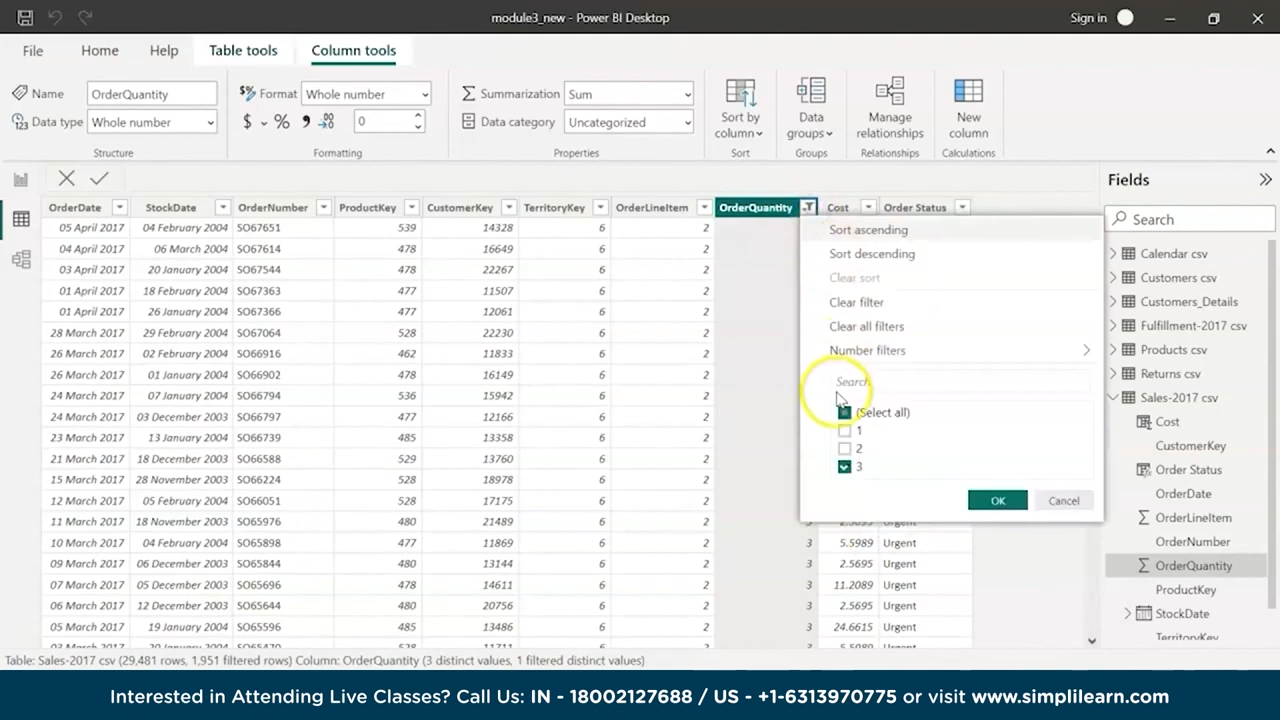 module3_new - Power BI Desktop
Sign in
File Home Help Table tools Column tools
Name OrderQuantity
Data type Whole number
Structure
Format Whole number
$ % 0
Formatting
Summarization Sum
Data category Uncategorized
Properties
Sort by column
Sort
Data groups
Groups
Manage relationships
Relationships
New column
Calculations
OrderDate StockDate OrderNumber ProductKey CustomerKey TerritoryKey OrderLineItem OrderQuantity Cost Order Status
05 April 2017 04 February 2004 SO67651 539 14328 6 2
04 April 2017 06 March 2004 SO67614 478 16649 6 2
03 April 2017 20 January 2004 SO67544 478 22267 6 2
01 April 2017 18 February 2004 SO67363 477 11507 6 2
01 April 2017 26 January 2004 SO67366 477 12061 6 2
28 March 2017 29 February 2004 SO67064 528 22230 6 2
26 March 2017 02 February 2004 SO66916 462 11833 6 2
26 March 2017 01 January 2004 SO66902 478 16149 6 2
24 March 2017 07 January 2004 SO66794 536 15942 6 2
24 March 2017 03 December 2003 SO66797 477 12166 6 2
23 March 2017 13 January 2004 SO66739 485 13358 6 2
21 March 2017 18 December 2003 SO66588 529 13760 6 2
15 March 2017 28 November 2003 SO66224 528 18978 6 2
12 March 2017 05 February 2004 SO66051 528 17175 6 2
11 March 2017 18 November 2003 SO65976 480 21489 6 2 Urgent
10 March 2017 04 February 2004 SO65898 477 11869 6 2 3 5.5989 Urgent
09 March 2017 06 December 2003 SO65844 480 13144 6 2 3 2.5695 Urgent
07 March 2017 05 December 2003 SO65696 478 14611 6 2 3 11.2089 Urgent
06 March 2017 12 December 2003 SO65644 480 20756 6 2 3 2.5695 Urgent
05 March 2017 19 January 2004 SO65596 485 13486 6 2 3 24.6615 Urgent
Sort ascending
Sort descending
Clear sort
Clear filter
Clear all filters
Number filters
Search
(Select all)
1
2
3
OK Cancel
Fields
Search
Calendar csv
Customers csv
Customers_Details
Fulfillment-2017 csv
Products csv
Returns csv
Sales-2017 csv
Cost
CustomerKey
Order Status
OrderDate
OrderLineItem
OrderNumber
OrderQuantity
ProductKey
StockDate
TerritoryKey
Table: Sales-2017 csv (29,481 rows, 1,951 filtered rows) Column: OrderQuantity (3 distinct values, 1 filtered distinct values)
Interested in Attending Live Classes? Call Us: IN - 18002127688 / US - +1-6313970775 or visit www.simplilearn.com